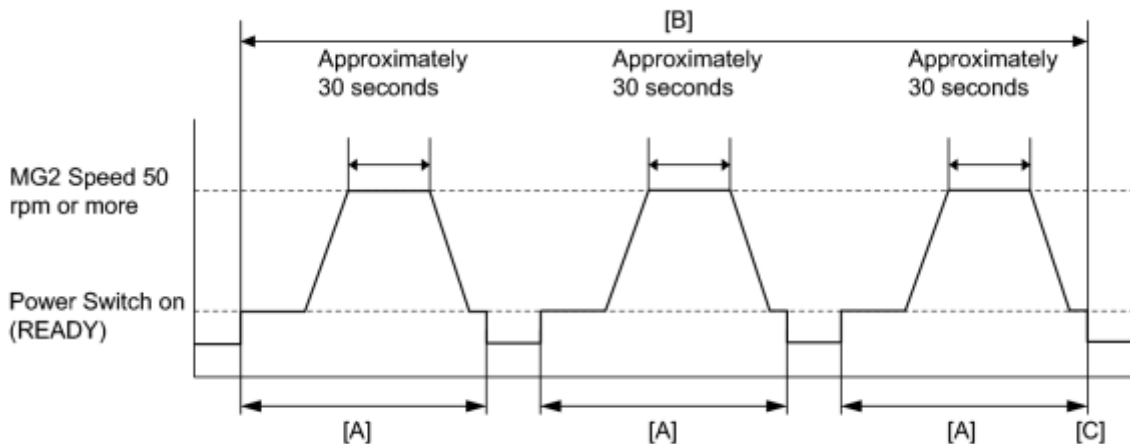 [B]
Approximately
30 seconds
Approximately
30 seconds
Approximately
30 seconds
MG2 Speed 50
rpm or more
Power Switch on
(READY)
[A]
[A]
[A]
[C]